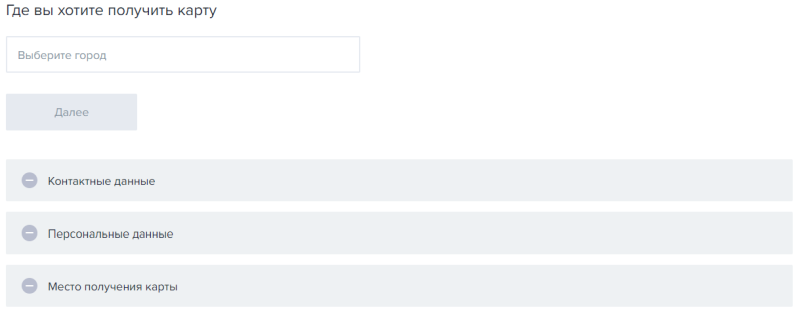 Где вы хотите получить карту
Выберите город
Далее
Контактные данные
Персональные данные
Место получения карты